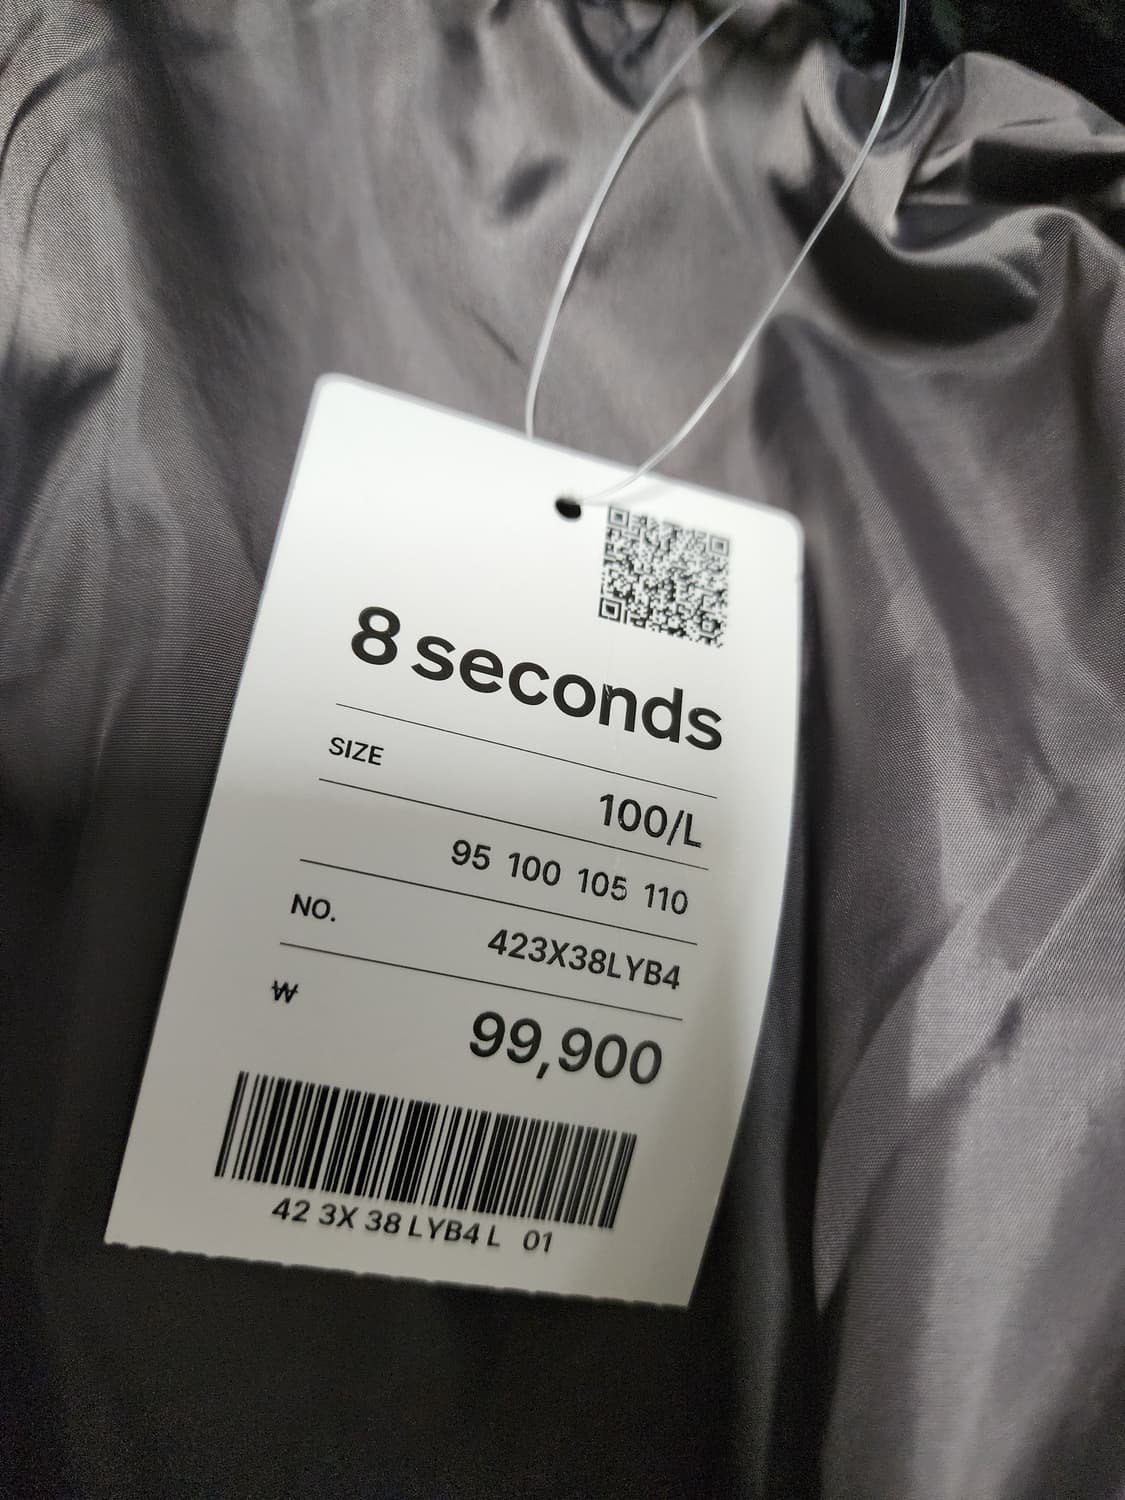 8 seconds
SIZE
100/L
95 100 105 110
NO.
423X38LYB4
₩
99,900
42 3X 38 LYB4 L 01